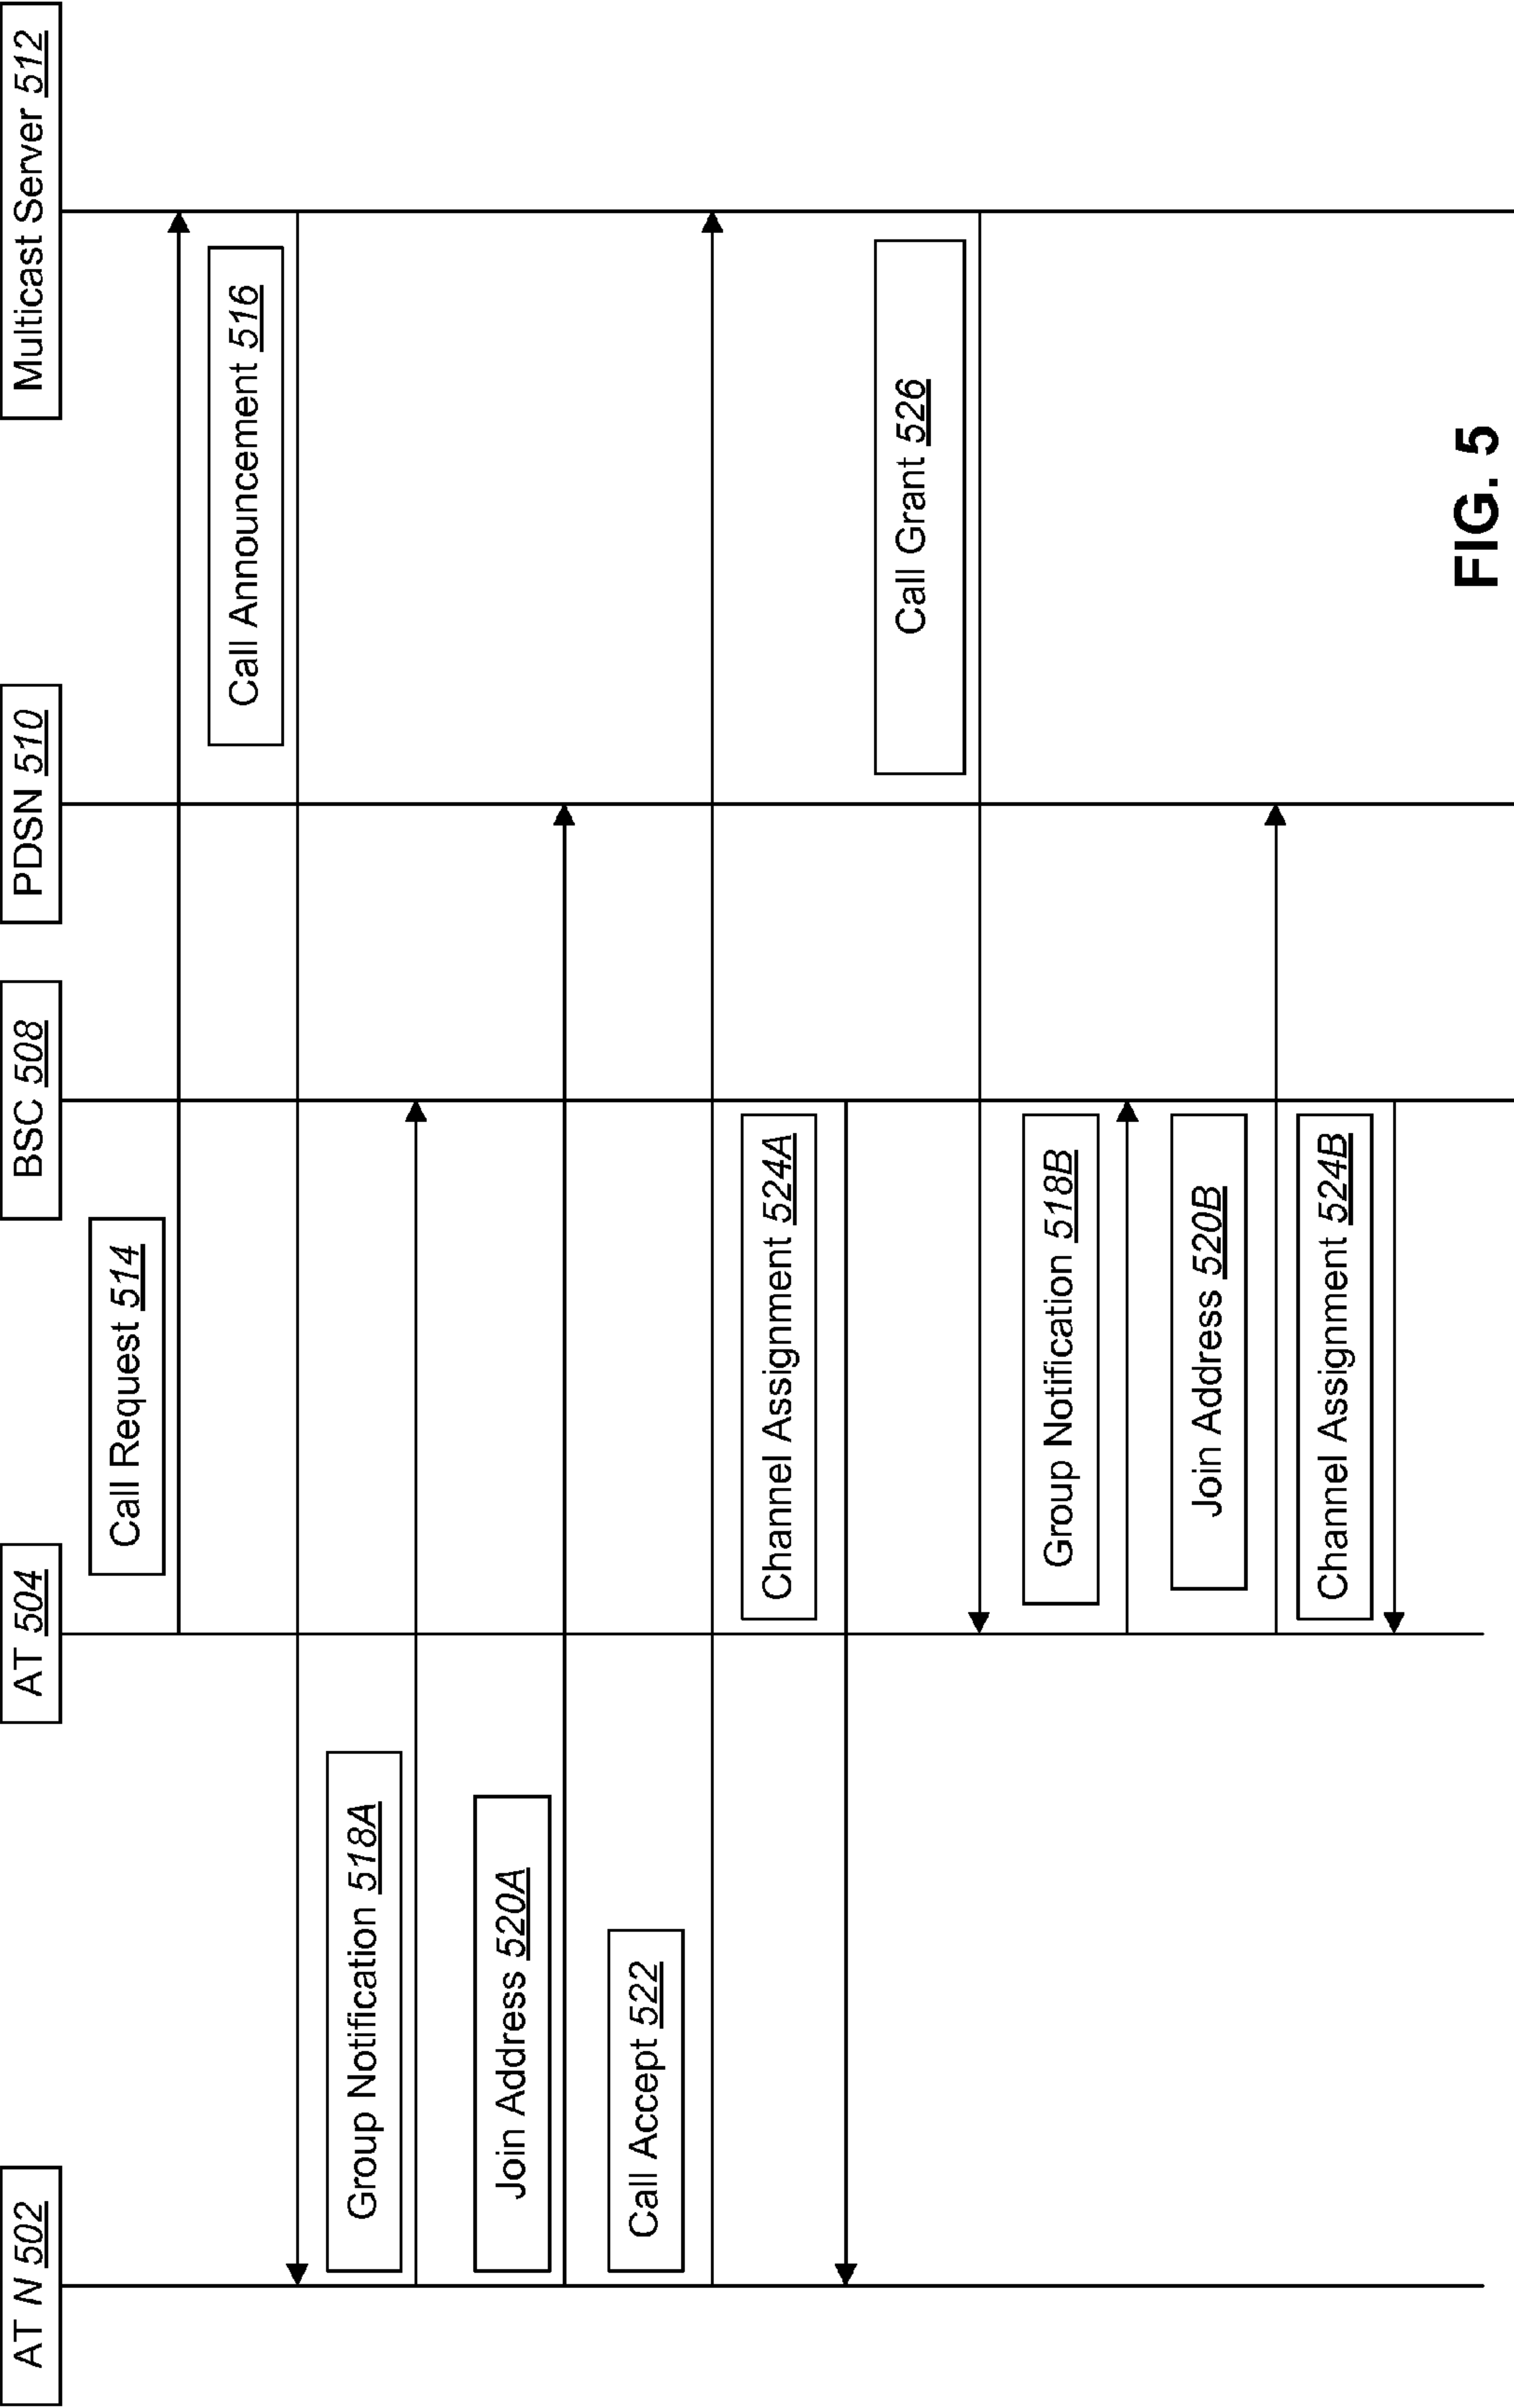 AT N 502
AT 504
BSC 508
PDSN 510
Multicast Server 512
Call Request 514
Call Announcement 516
Group Notification 518A
Join Address 520A
Call Accept 522
Channel Assignment 524A
Call Grant 526
Group Notification 518B
Join Address 520B
Channel Assignment 524B
FIG. 5